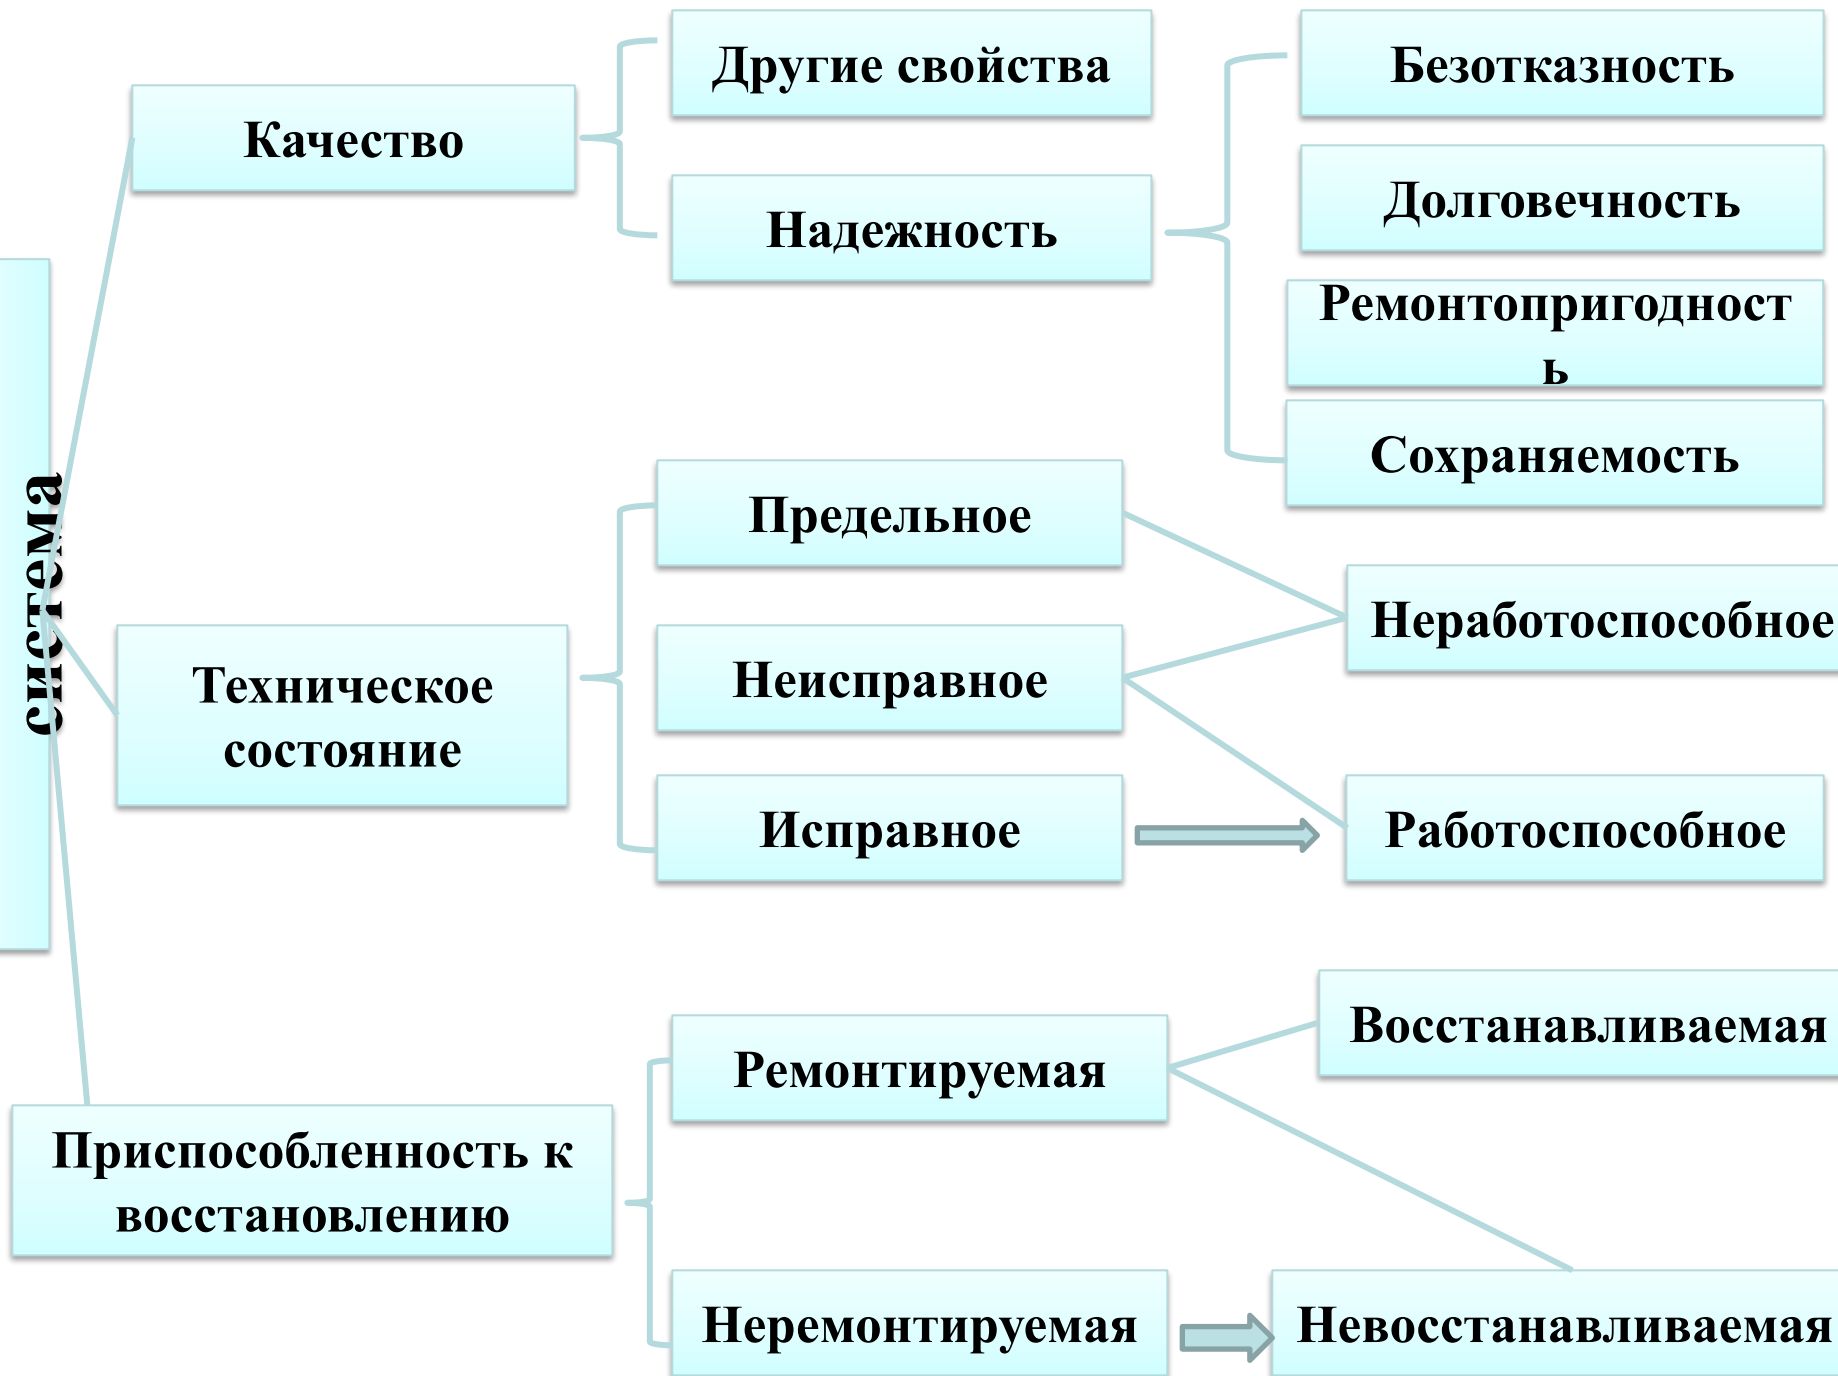 система
Качество
Другие свойства
Надежность
Безотказность
Долговечность
Ремонтопригодност
ь
Сохраняемость
Техническое
состояние
Предельное
Неисправное
Исправное
Неработоспособное
Работоспособное
Приспособленность к
восстановлению
Ремонтируемая
Неремонтируемая
Восстанавливаемая
Невосстанавливаемая